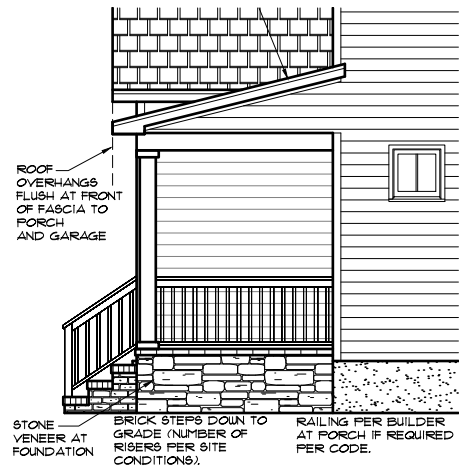 ROOF
OVERHANGS
FLUSH AT FRONT
OF FASCIA TO
PORCH
AND GARAGE
STONE
VENEER AT
FOUNDATION
BRICK STEPS DOWN TO
GRADE (NUMBER OF
RISERS PER SITE
CONDITIONS).
RAILING PER BUILDER
AT PORCH IF REQUIRED
PER CODE.